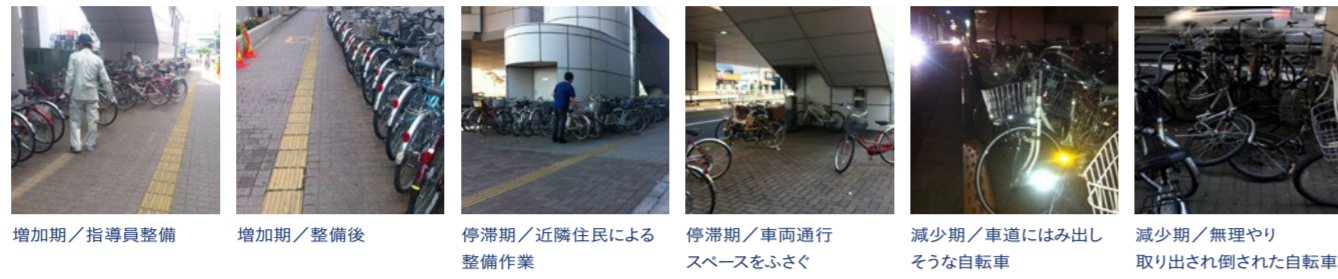 増加期／指導員整備
増加期／整備後
停滞期／近隣住民による
整備作業
停滞期／車両通行
スペースをふさぐ
減少期／車道にはみ出し
そうな自転車
減少期／無理やり
取り出され倒された自転車